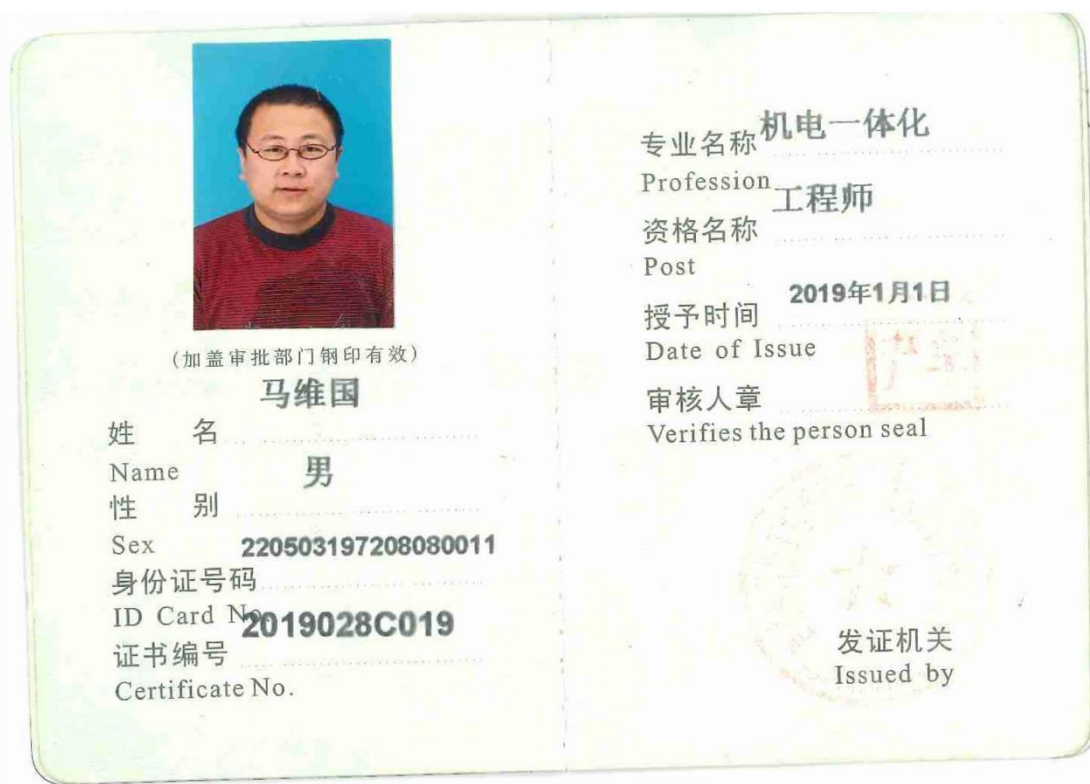 (加盖审批部门钢印有效)
马维国
姓 名
Name
男
性 别
Sex
220503197208080011
身份证号码
ID Card No.
2019028C019
证书编号
Certificate No.
机电一体化
专业名称
Profession
工程师
资格名称
Post
2019年1月1日
授予时间
Date of Issue
审核人章
Verifies the person seal
发证机关
Issued by